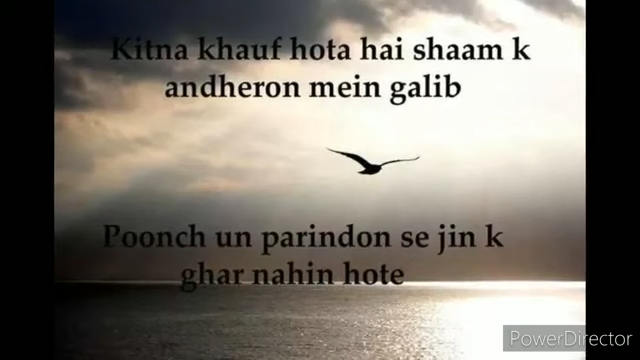 Kitna khauf hota hai shaam k
andheron mein galib
Poonch un parindon se jin k
ghar nahin hote
PowerDirector